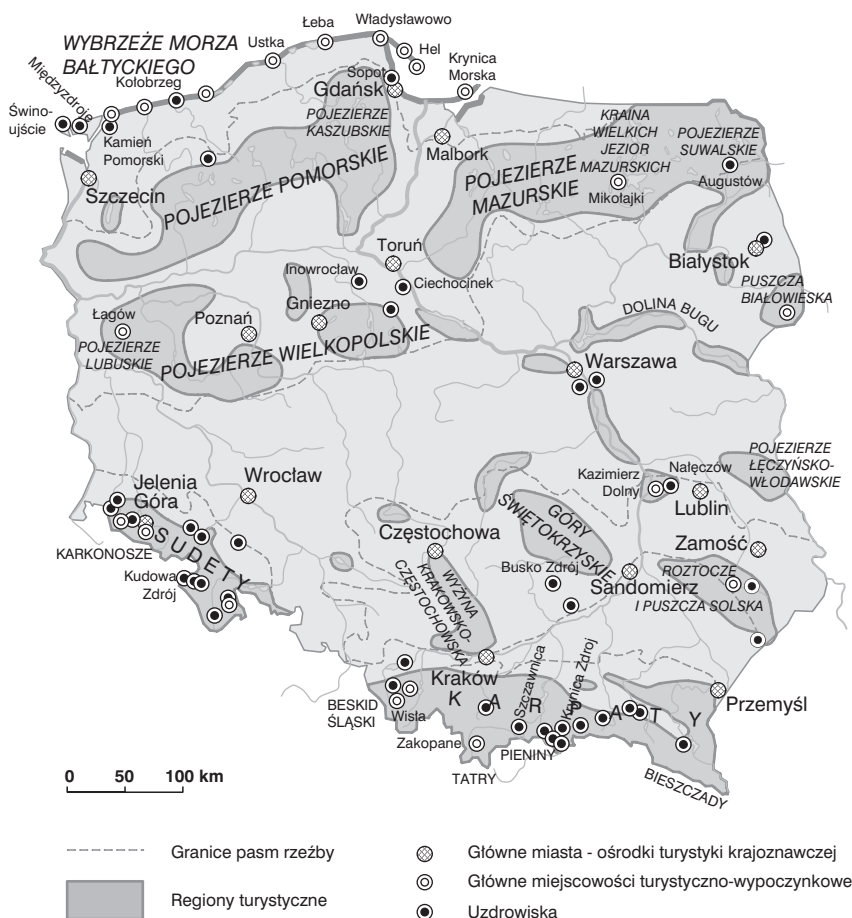 WYBRZEŻE MORZA
BAŁTYCKIEGO
Ustka
Łeba
Władysławowo
Hel
Krynica
Morska
Sopot
Gdańsk
Międzyzdroje
Kołobrzeg
Świno-
ujście
Kamień
Pomorski
Szczecin
POJEZIERZE
KASZUBSKIE
POJEZIERZE POMORSKIE
Malbork
POJEZIERZE
MAZURSKIE
KRAINA
WIELKICH
JEZIOR
MAZURSKICH
Mikołajki
POJEZIERZE
SUWALSKIE
Augustów
Białystok
PUSZCZA
BIAŁOWIESKA
Toruń
Inowrocław
Ciechocinek
Gniezno
Poznań
Łagów
POJEZIERZE
LUBUSKIE
POJEZIERZE WIELKOPOLSKIE
DOLINA BUGU
Warszawa
POJEZIERZE
ŁĘCZYŃSKO-
WŁODAWSKIE
Kazimierz
Dolny
Nałęczów
Lublin
Jelenia
Góra
Wrocław
KARKONOSZE
SUDETY
Kudowa
Zdrój
Częstochowa
WYŻYNA
KRAKOWSKO-
CZĘSTOCHOWSKA
GÓRY
ŚWIĘTOKRZYSKIE
Busko Zdrój
Sandomierz
Zamość
ROZTOCZE
I PUSZCZA SOLSKA
Kraków
KARPATY
Szczawnica
Krynica Zdroj
Przemyśl
BESKID
ŚLĄSKI
Wisła
Zakopane
PIENINY
TATRY
BIESZCZADY
0 50 100 km
Granice pasm rzeźby
Regiony turystyczne
Główne miasta - ośrodki turystyki krajoznawczej
Główne miejscowości turystyczno-wypoczynkowe
Uzdrowiska